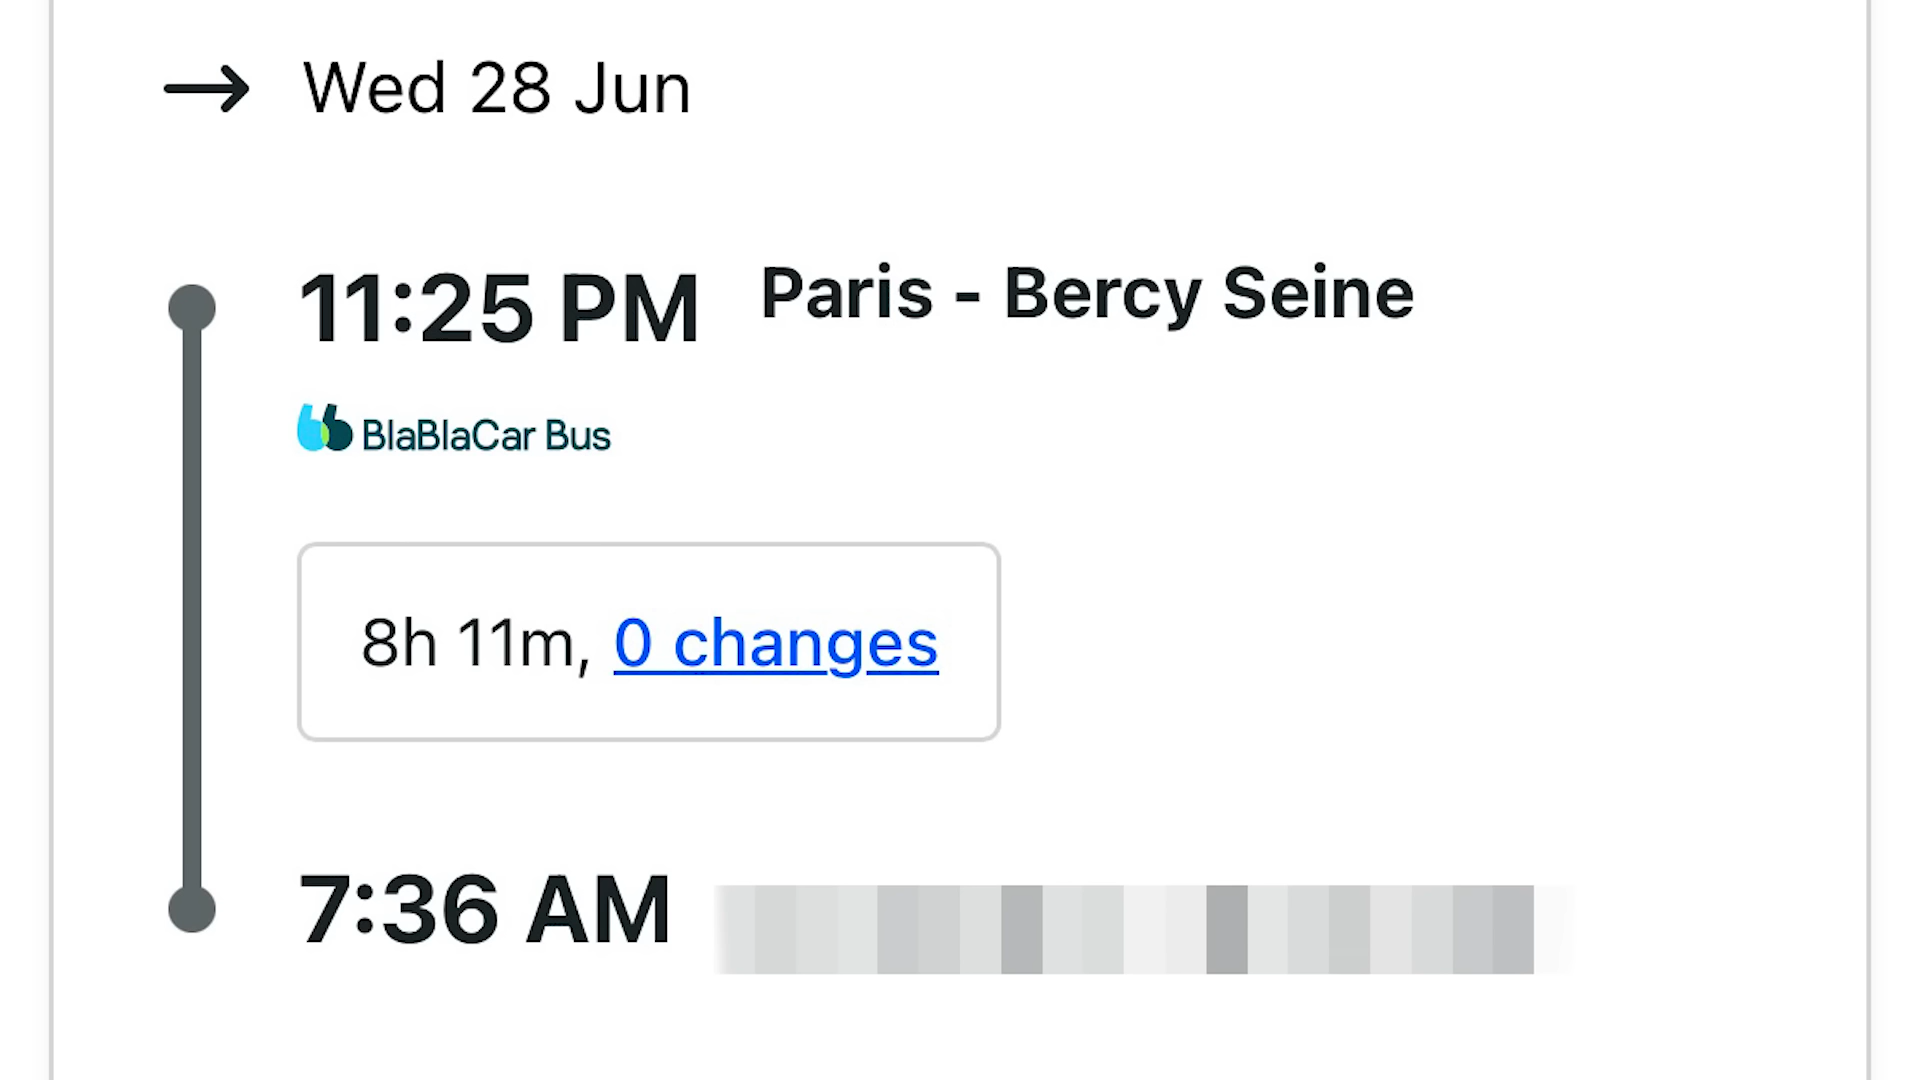 Wed 28 Jun
11:25 PM Paris - Bercy Seine
BlaBlaCar Bus
8h 11m, 0 changes
7:36 AM